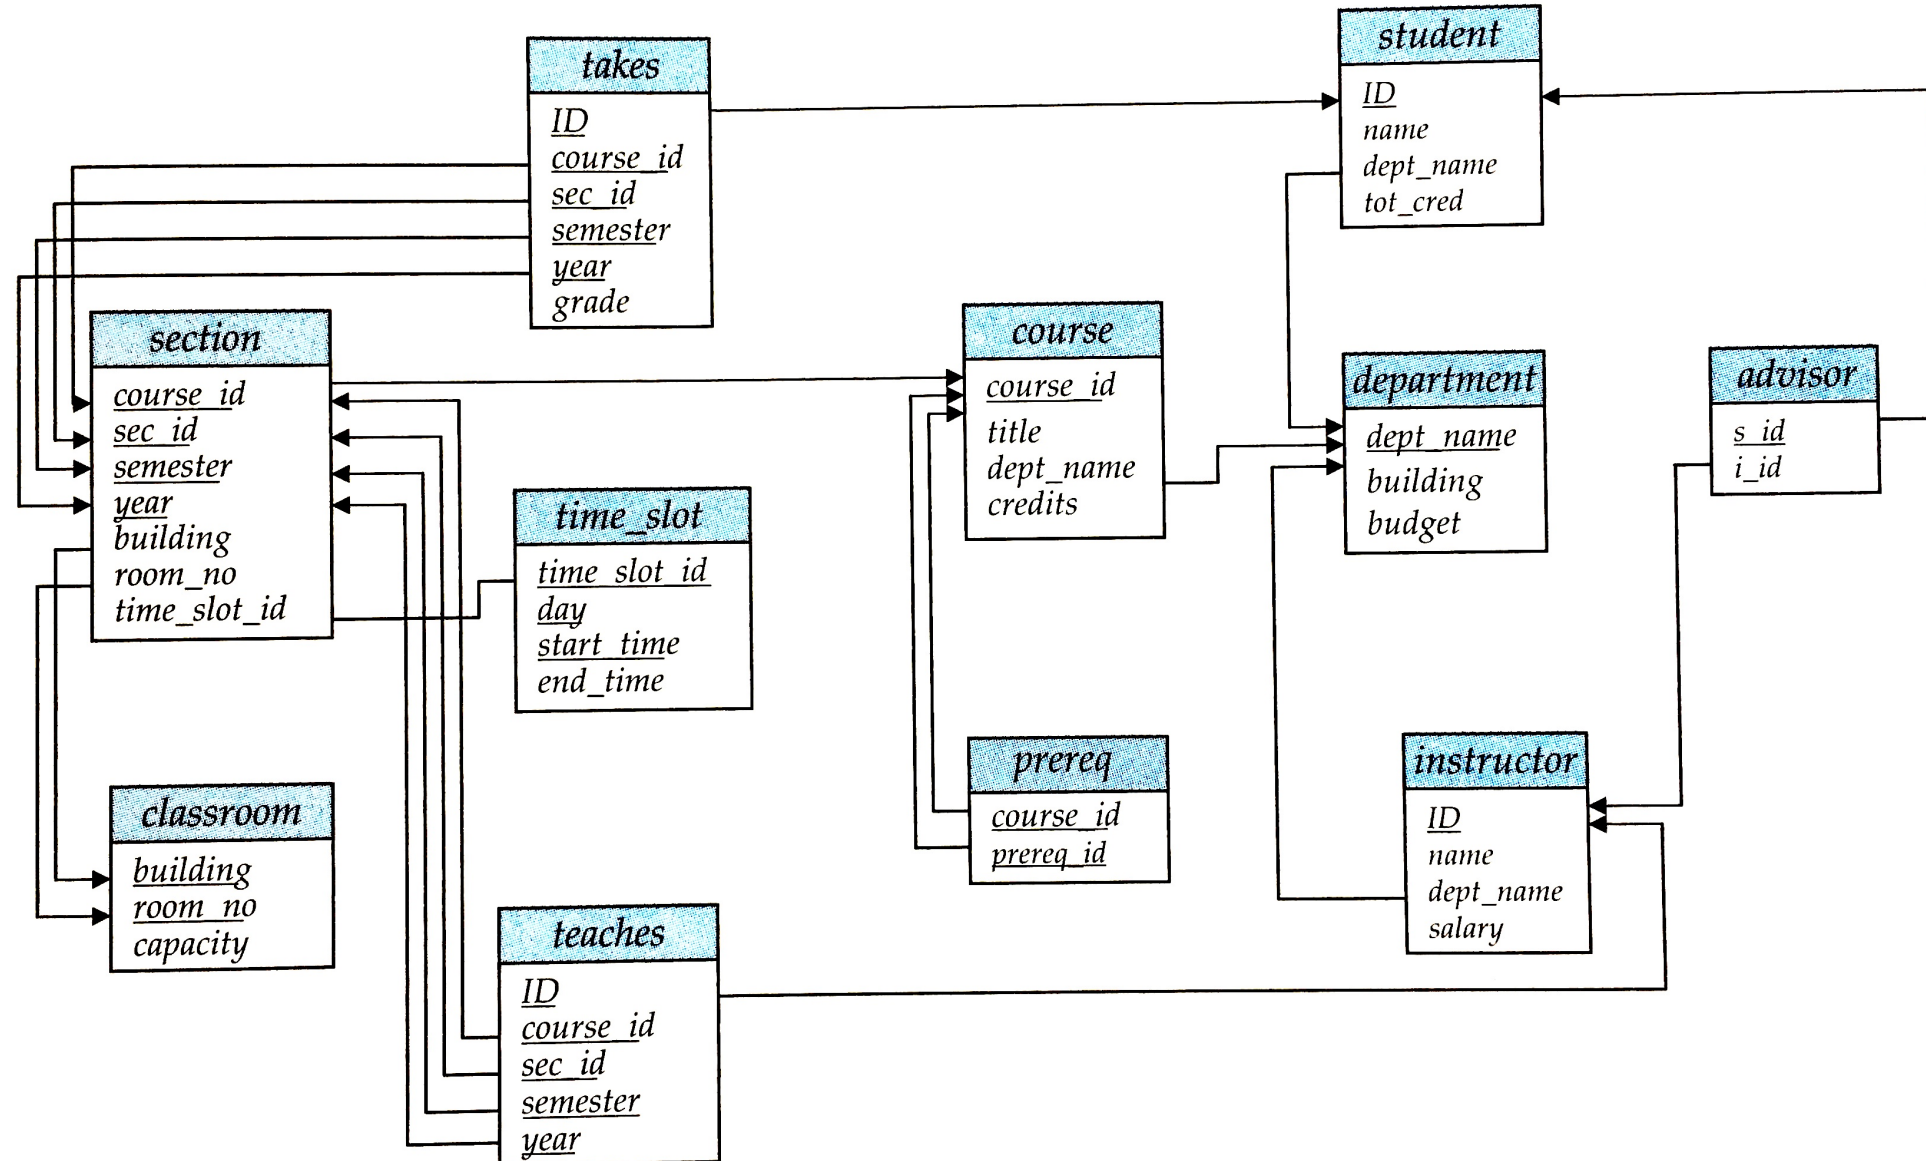 takes
ID
course_id
sec_id
semester
year
grade
student
ID
name
dept_name
tot_cred
section
course_id
sec_id
semester
year
building
room_no
time_slot_id
time_slot
time_slot_id
day
start_time
end_time
course
course_id
title
dept_name
credits
department
dept_name
building
budget
advisor
s_id
i_id
classroom
building
room_no
capacity
prereq
course_id
prereq_id
instructor
ID
name
dept_name
salary
teaches
ID
course_id
sec_id
semester
year